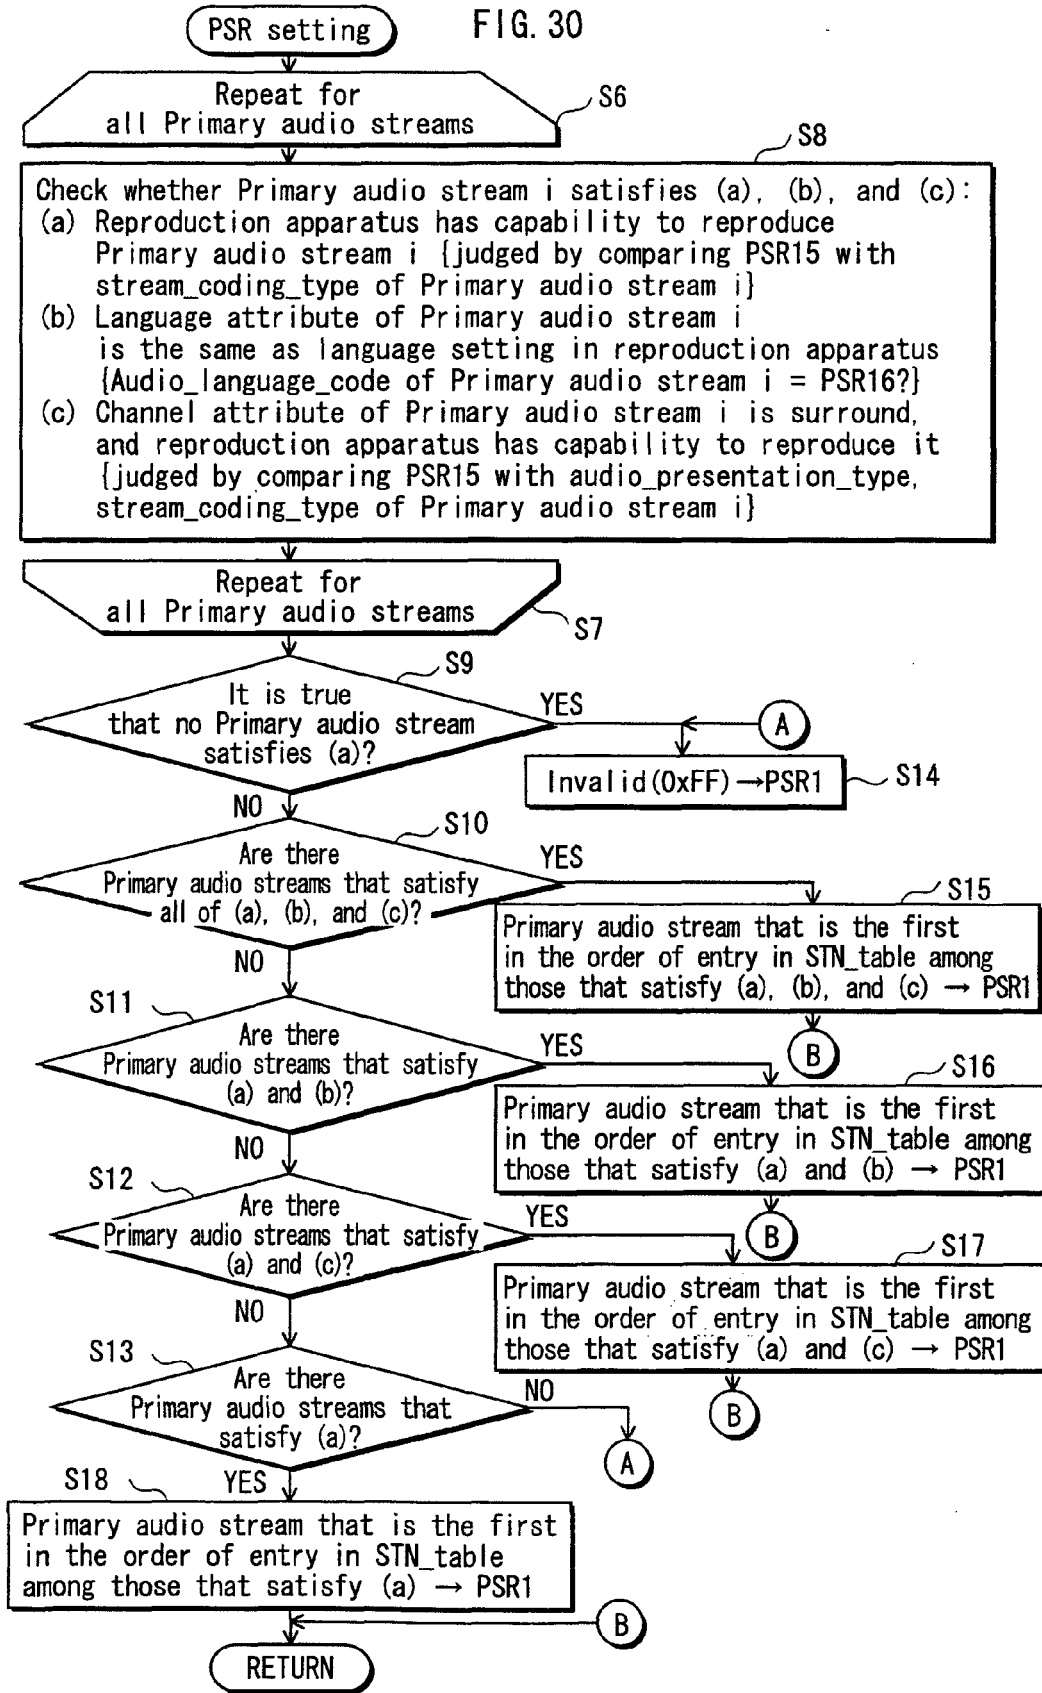 PSR setting
FIG. 30
Repeat for
all Primary audio streams
S6
S8
Check whether Primary audio stream i satisfies (a), (b), and (c):
(a) Reproduction apparatus has capability to reproduce
Primary audio stream i {judged by comparing PSR15 with
stream_coding_type of Primary audio stream i}
(b) Language attribute of Primary audio stream i
is the same as language setting in reproduction apparatus
{Audio_language_code of Primary audio stream i = PSR16?}
(c) Channel attribute of Primary audio stream i is surround,
and reproduction apparatus has capability to reproduce it
{judged by comparing PSR15 with audio_presentation_type,
stream_coding_type of Primary audio stream i}
Repeat for
all Primary audio streams
S7
S9
It is true
that no Primary audio stream
satisfies (a)?
YES
A
Invalid(0xFF)→PSR1
S14
NO
S10
Are there
Primary audio streams that satisfy
all of (a), (b), and (c)?
YES
S15
Primary audio stream that is the first
in the order of entry in STN_table among
those that satisfy (a), (b), and (c) → PSR1
B
NO
S11
Are there
Primary audio streams that satisfy
(a) and (b)?
YES
S16
Primary audio stream that is the first
in the order of entry in STN_table among
those that satisfy (a) and (b) → PSR1
B
NO
S12
Are there
Primary audio streams that satisfy
(a) and (c)?
YES
S17
Primary audio stream that is the first
in the order of entry in STN_table among
those that satisfy (a) and (c) → PSR1
B
NO
S13
Are there
Primary audio streams that
satisfy (a)?
NO
A
YES
S18
Primary audio stream that is the first
in the order of entry in STN_table
among those that satisfy (a) → PSR1
B
RETURN